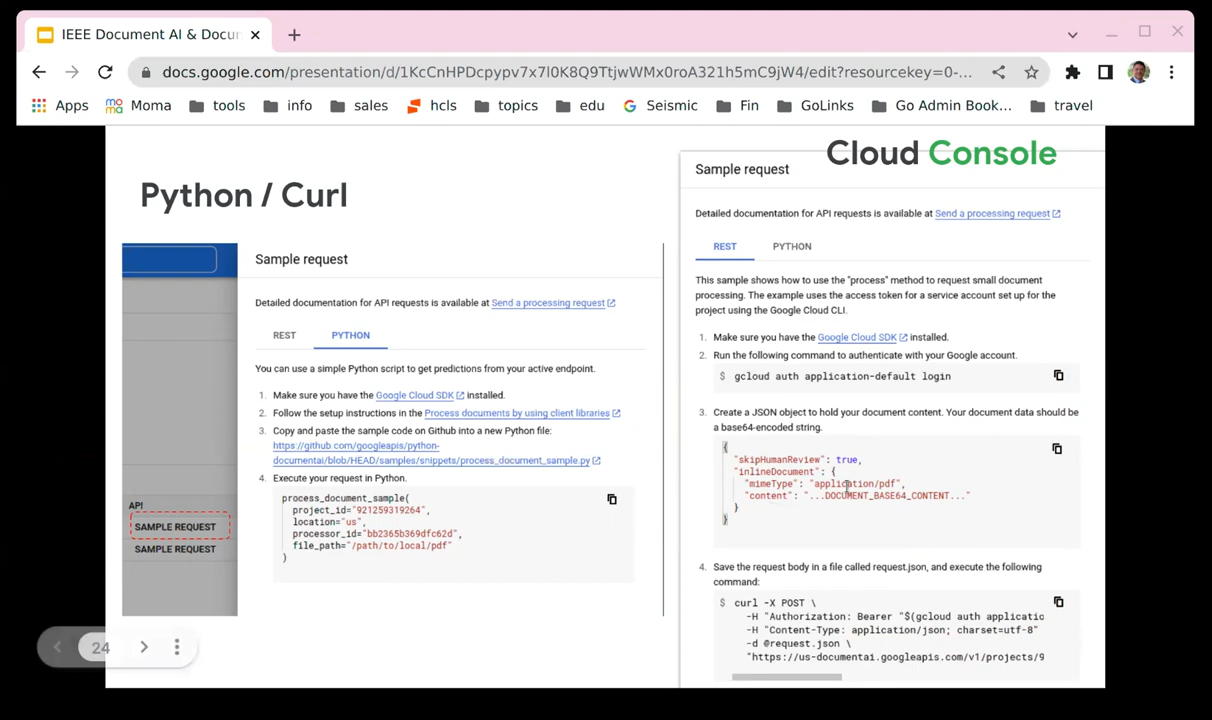 IEEE Document AI & Docun
docs.google.com/presentation/d/1KcCnHPDcpypv7x7l0K8Q9TtjwWMx0roA321h5mC9jW4/edit?resourcekey=0-...
Apps Moma tools info sales hcls topics edu Seismic Fin GoLinks Go Admin Book... travel
Cloud Console
Python / Curl
Sample request
Detailed documentation for API requests is available at Send a processing request
REST PYTHON
You can use a simple Python script to get predictions from your active endpoint.
1. Make sure you have the Google Cloud SDK installed.
2. Follow the setup instructions in the Process documents by using client libraries
3. Copy and paste the sample code on Github into a new Python file:
https://github.com/googleapis/python-
documentai/blob/HEAD/samples/snippets/process_document_sample.py
4. Execute your request in Python.
process_document_sample(
project_id="921259319264",
location="us",
processor_id="bb2365b369dfc62d",
file_path="/path/to/local/pdf"
)
API
SAMPLE REQUEST
SAMPLE REQUEST
24
Sample request
Detailed documentation for API requests is available at Send a processing request
REST PYTHON
This sample shows how to use the "process" method to request small document
processing. The example uses the access token for a service account set up for the
project using the Google Cloud CLI.
1. Make sure you have the Google Cloud SDK installed.
2. Run the following command to authenticate with your Google account.
$ gcloud auth application-default login
3. Create a JSON object to hold your document content. Your document data should be
a base64-encoded string.
{
"skipHumanReview": true,
"inlineDocument": {
"mimeType": "application/pdf",
"content": "...DOCUMENT_BASE64_CONTENT..."
}
}
4. Save the request body in a file called request.json, and execute the following
command:
$ curl -X POST \
-H "Authorization: Bearer "$(gcloud auth applicatio
-H "Content-Type: application/json; charset=utf-8"
-d @request.json \
"https://us-documentai.googleapis.com/v1/projects/9